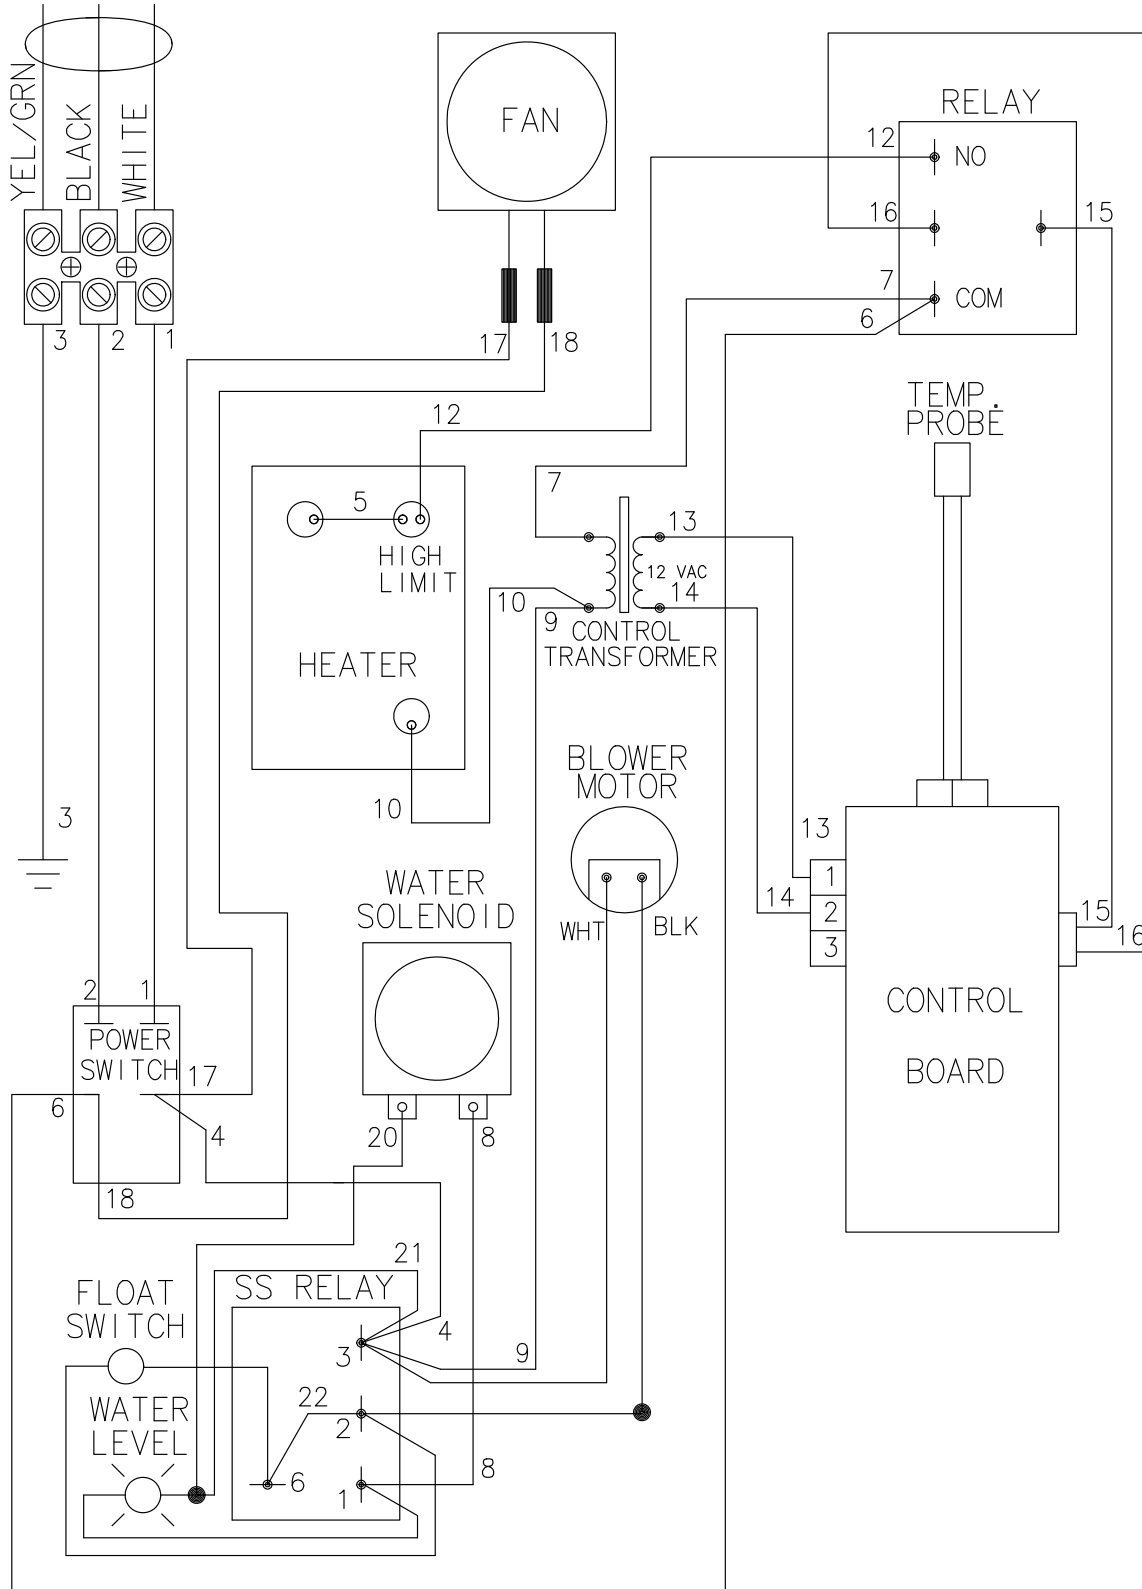 YEL/GRN
BLACK
WHITE
FAN
RELAY
12
NO
16
15
7
COM
6
3
2
1
17
18
TEMP.
PROBE
12
7
5
13
HIGH
LIMIT
12 VAC
14
10
9
CONTROL
TRANSFORMER
HEATER
BLOWER
MOTOR
10
3
13
1
WATER
SOLENOID
14
2
WHT
BLK
3
15
16
2
1
CONTROL
POWER
SWITCH
17
BOARD
6
4
20
8
18
21
FLOAT
SWITCH
SS RELAY
4
3
9
WATER
LEVEL
22
2
8
6
1